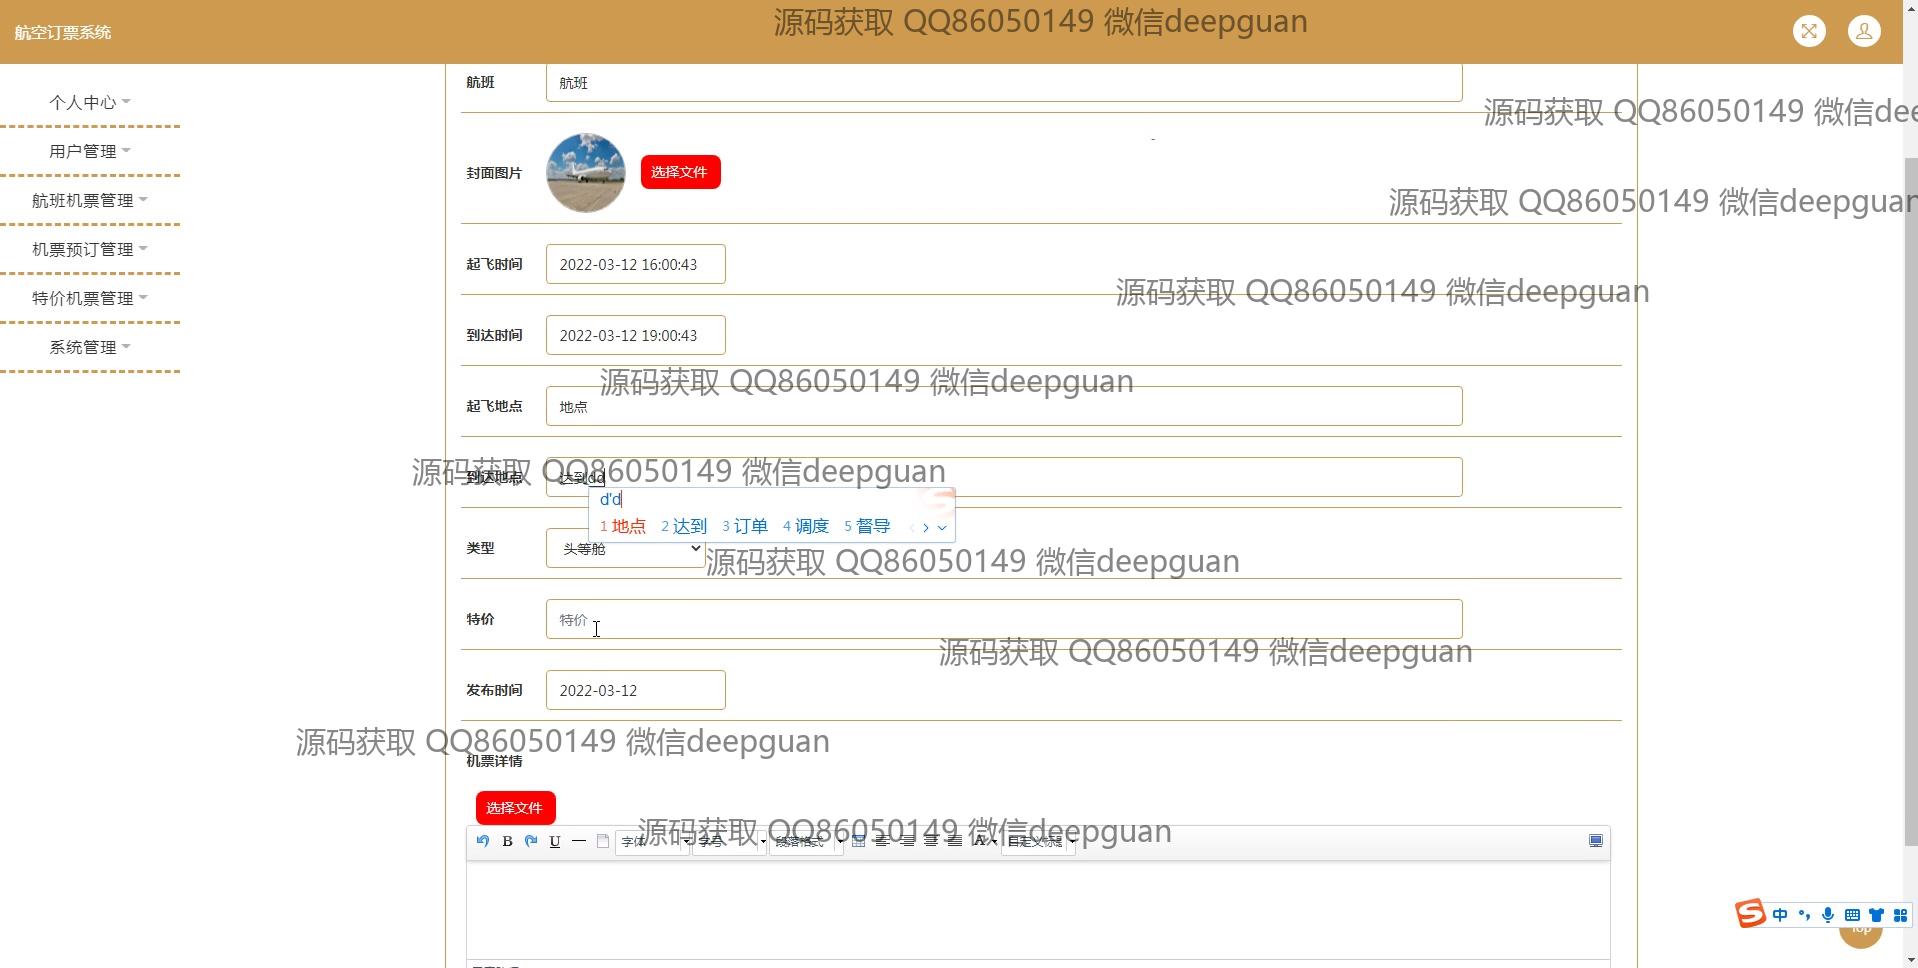 航空订票系统
源码获取 QQ86050149 微信deepguan
个人中心
用户管理
航班机票管理
机票预订管理
特价机票管理
系统管理
航班 航班
源码获取 QQ86050149 微信dee
封面图片 选择文件
源码获取 QQ86050149 微信deepguan
起飞时间 2022-03-12 16:00:43
源码获取 QQ86050149 微信deepguan
到达时间 2022-03-12 19:00:43
源码获取 QQ86050149 微信deepguan
起飞地点 地点
源码获取 QQ86050149 微信deepguan
到达地点 达到dd
d'd
1 地点 2 达到 3 订单 4 调度 5 督导
类型 头等舱
源码获取 QQ86050149 微信deepguan
特价 特价
源码获取 QQ86050149 微信deepguan
发布时间 2022-03-12
源码获取 QQ86050149 微信deepguan
机票详情
选择文件
源码获取 QQ86050149 微信deepguan
B U 字体 字号 段落格式 A 自定义标题
中
Top